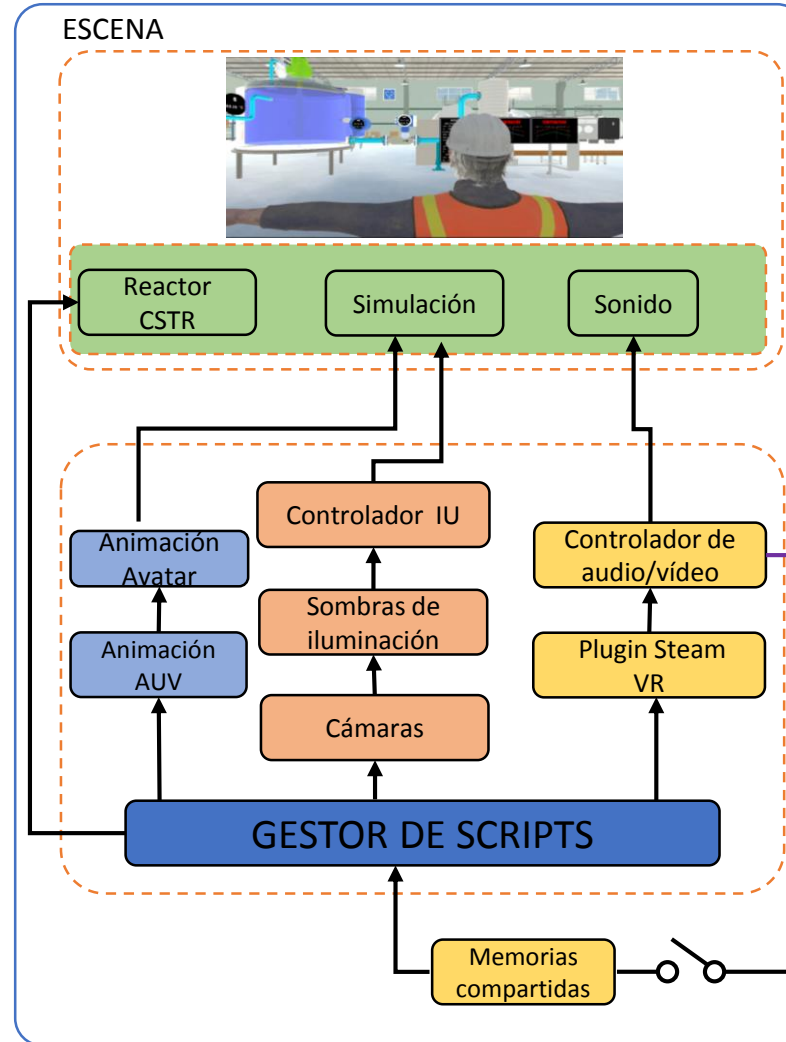 ESCENA
Reactor
CSTR
Simulación
Sonido
Controlador IU
Animación
Avatar
Controlador de
audio/vídeo
Sombras de
iluminación
Animación
AUV
Plugin Steam
VR
Cámaras
GESTOR DE SCRIPTS
Memorias
compartidas